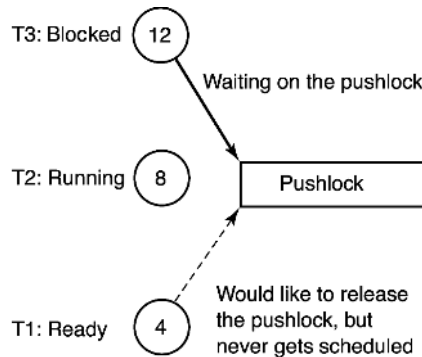 T3: Blocked
12
Waiting on the pushlock
T2: Running
8
Pushlock
T1: Ready
4
Would like to release
the pushlock, but
never gets scheduled